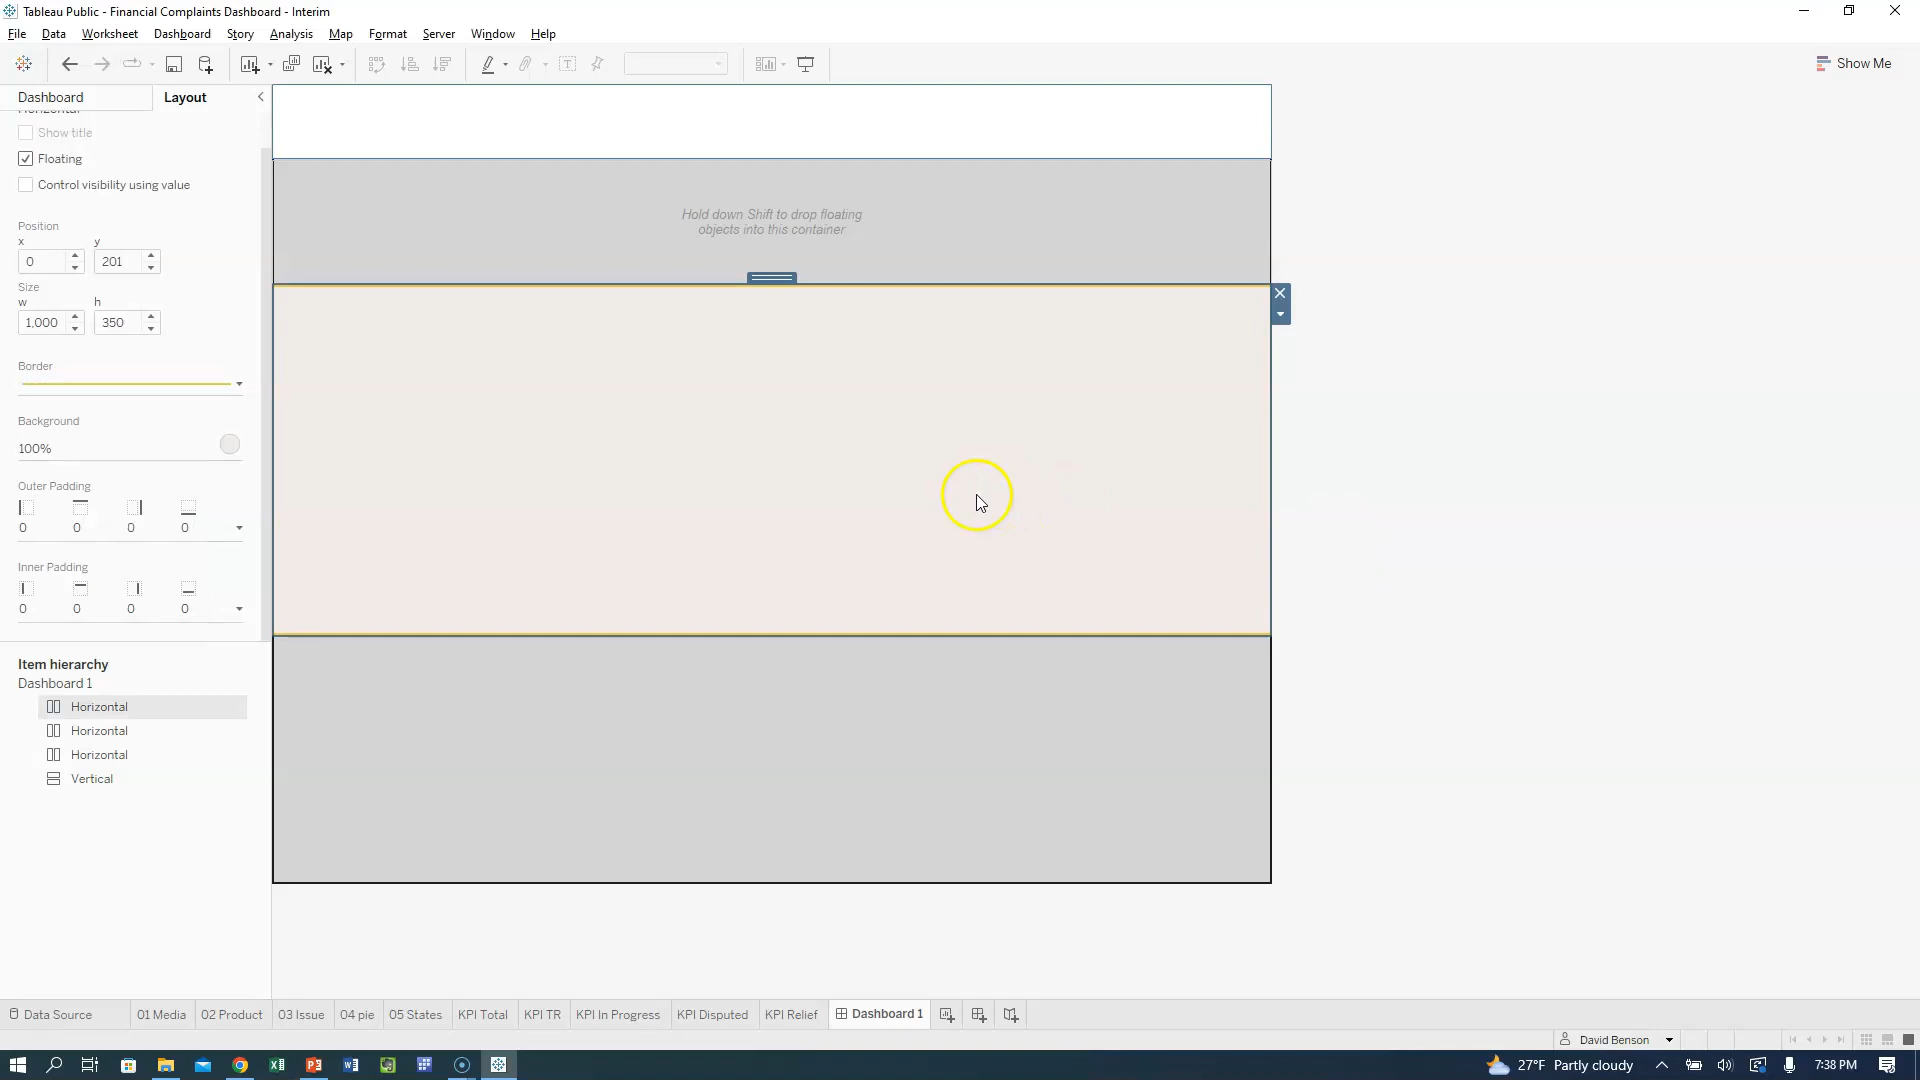 Tableau Public - Financial Complaints Dashboard - Interim
File Data Worksheet Dashboard Story Analysis Map Format Server Window Help
Show Me
Dashboard Layout
Horizontal
Show title
Floating
Control visibility using value
Position
x y
0 201
Size
w h
1,000 350
Border
Background
100%
Outer Padding
0 0 0 0
Inner Padding
0 0 0 0
Item hierarchy
Dashboard 1
Horizontal
Horizontal
Horizontal
Vertical
Hold down Shift to drop floating
objects into this container
Data Source 01 Media 02 Product 03 Issue 04 pie 05 States KPI Total KPI TR KPI In Progress KPI Disputed KPI Relief Dashboard 1
David Benson
27°F Partly cloudy 7:38 PM